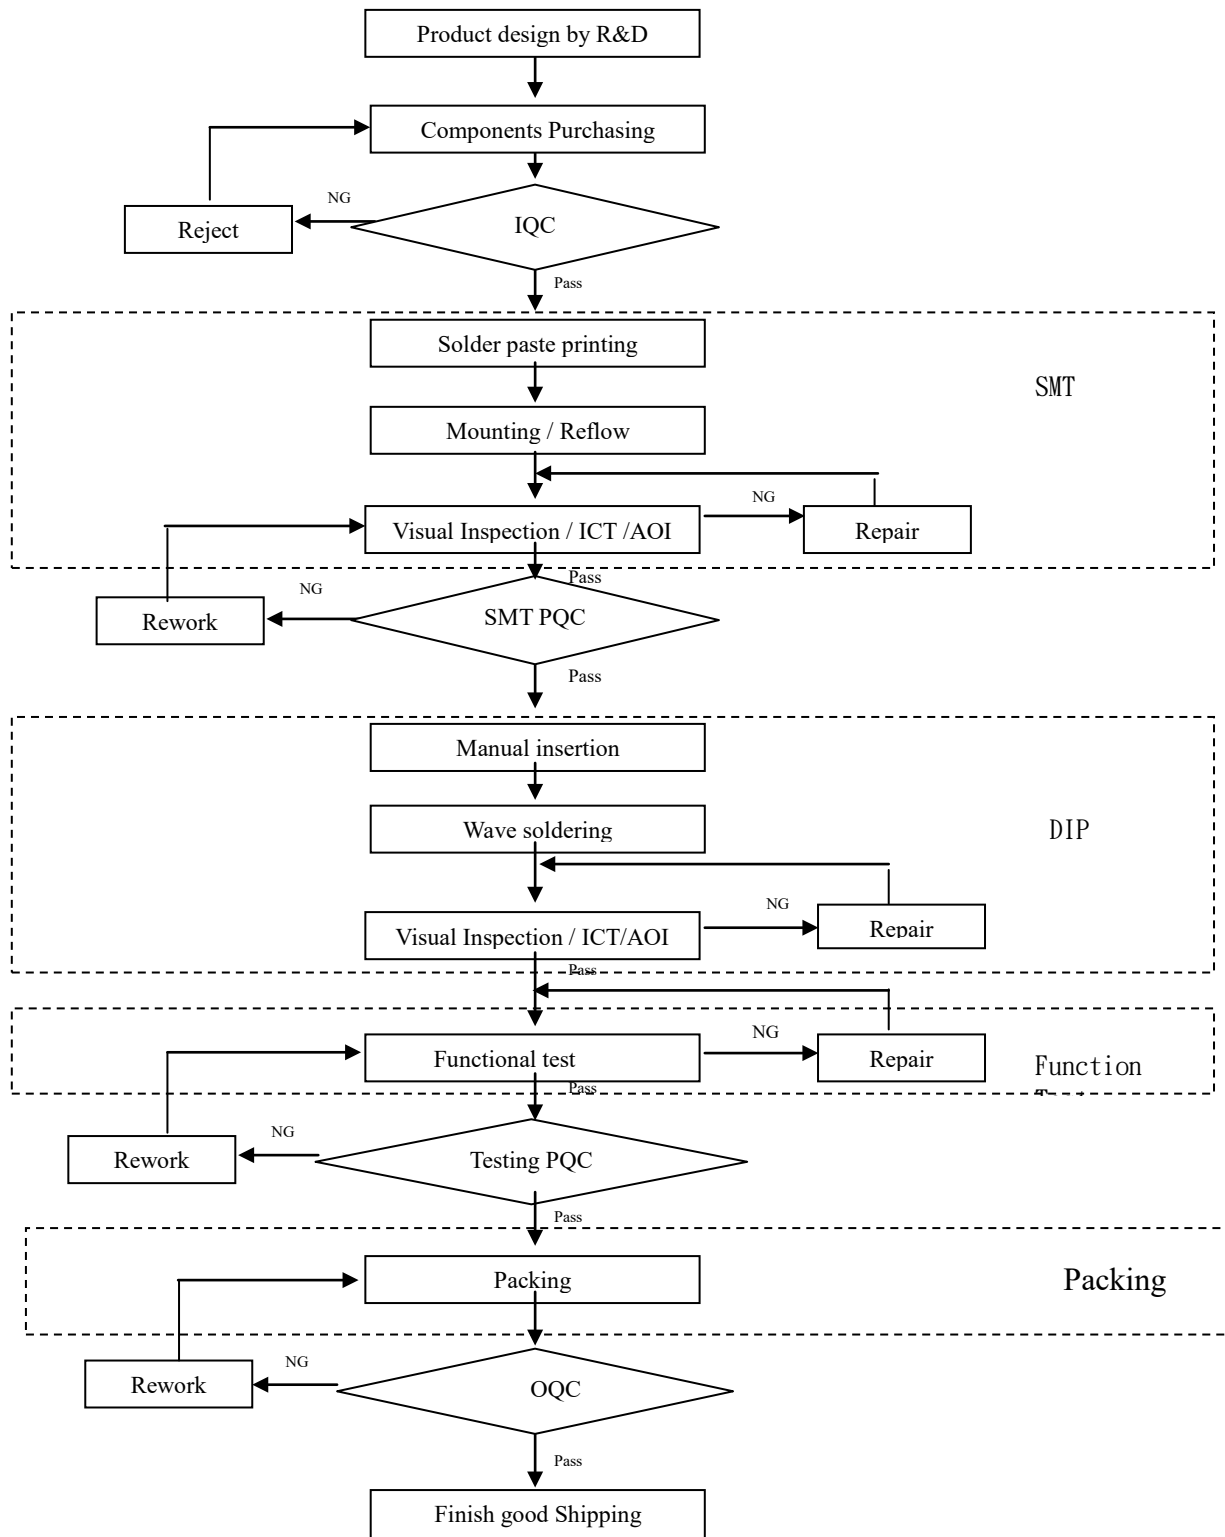 Product design by R&D
Components Purchasing
NG
IQC
Reject
Pass
Solder paste printing
SMT
Mounting / Reflow
NG
Visual Inspection / ICT /AOI
Repair
Pass
NG
SMT PQC
Rework
Pass
Manual insertion
Wave soldering
DIP
NG
Visual Inspection / ICT/AOI
Repair
Pass
NG
Functional test
Repair
Function
Pass
NG
Rework
Testing PQC
Pass
Packing
Packing
NG
Rework
OQC
Pass
Finish good Shipping